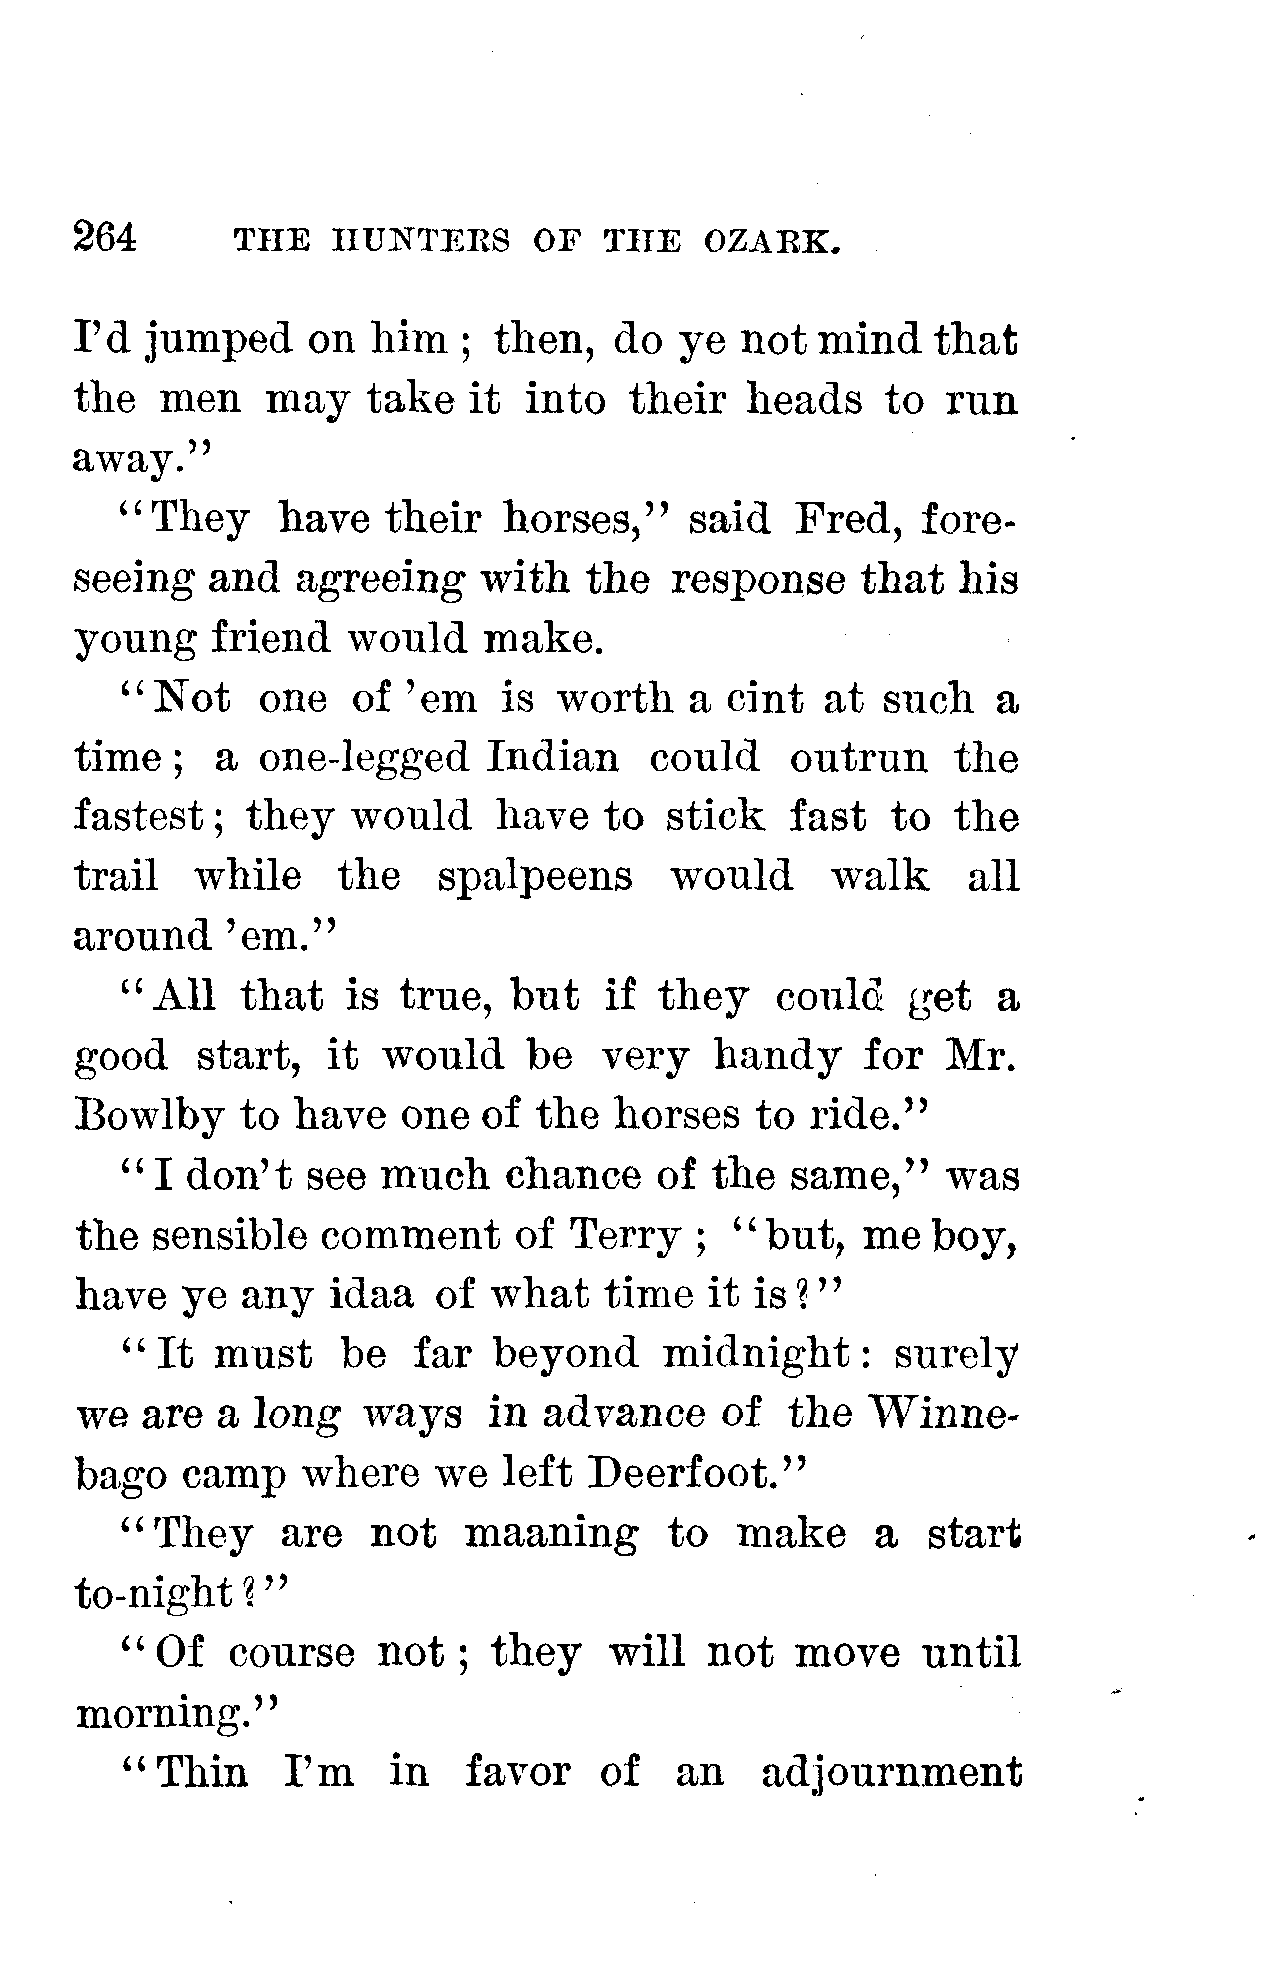 264 THE HUNTERS OF THE OZARK.
I'd jumped on him ; then, do ye not mind that
the men may take it into their heads to run
away."
"They have their horses," said Fred, fore-
seeing and agreeing with the response that his
young friend would make.
"Not one of 'em is worth a cint at such a
time ; a one-legged Indian could outrun the
fastest ; they would have to stick fast to the
trail while the spalpeens would walk all
around 'em."
"All that is true, but if they could get a
good start, it would be very handy for Mr.
Bowlby to have one of the horses to ride."
"I don't see much chance of the same," was
the sensible comment of Terry ; "but, me boy,
have ye any idaa of what time it is ?"
"It must be far beyond midnight : surely
we are a long ways in advance of the Winne-
bago camp where we left Deerfoot."
"They are not maaning to make a start
to-night ?"
"Of course not ; they will not move until
morning."
"Thin I'm in favor of an adjournment